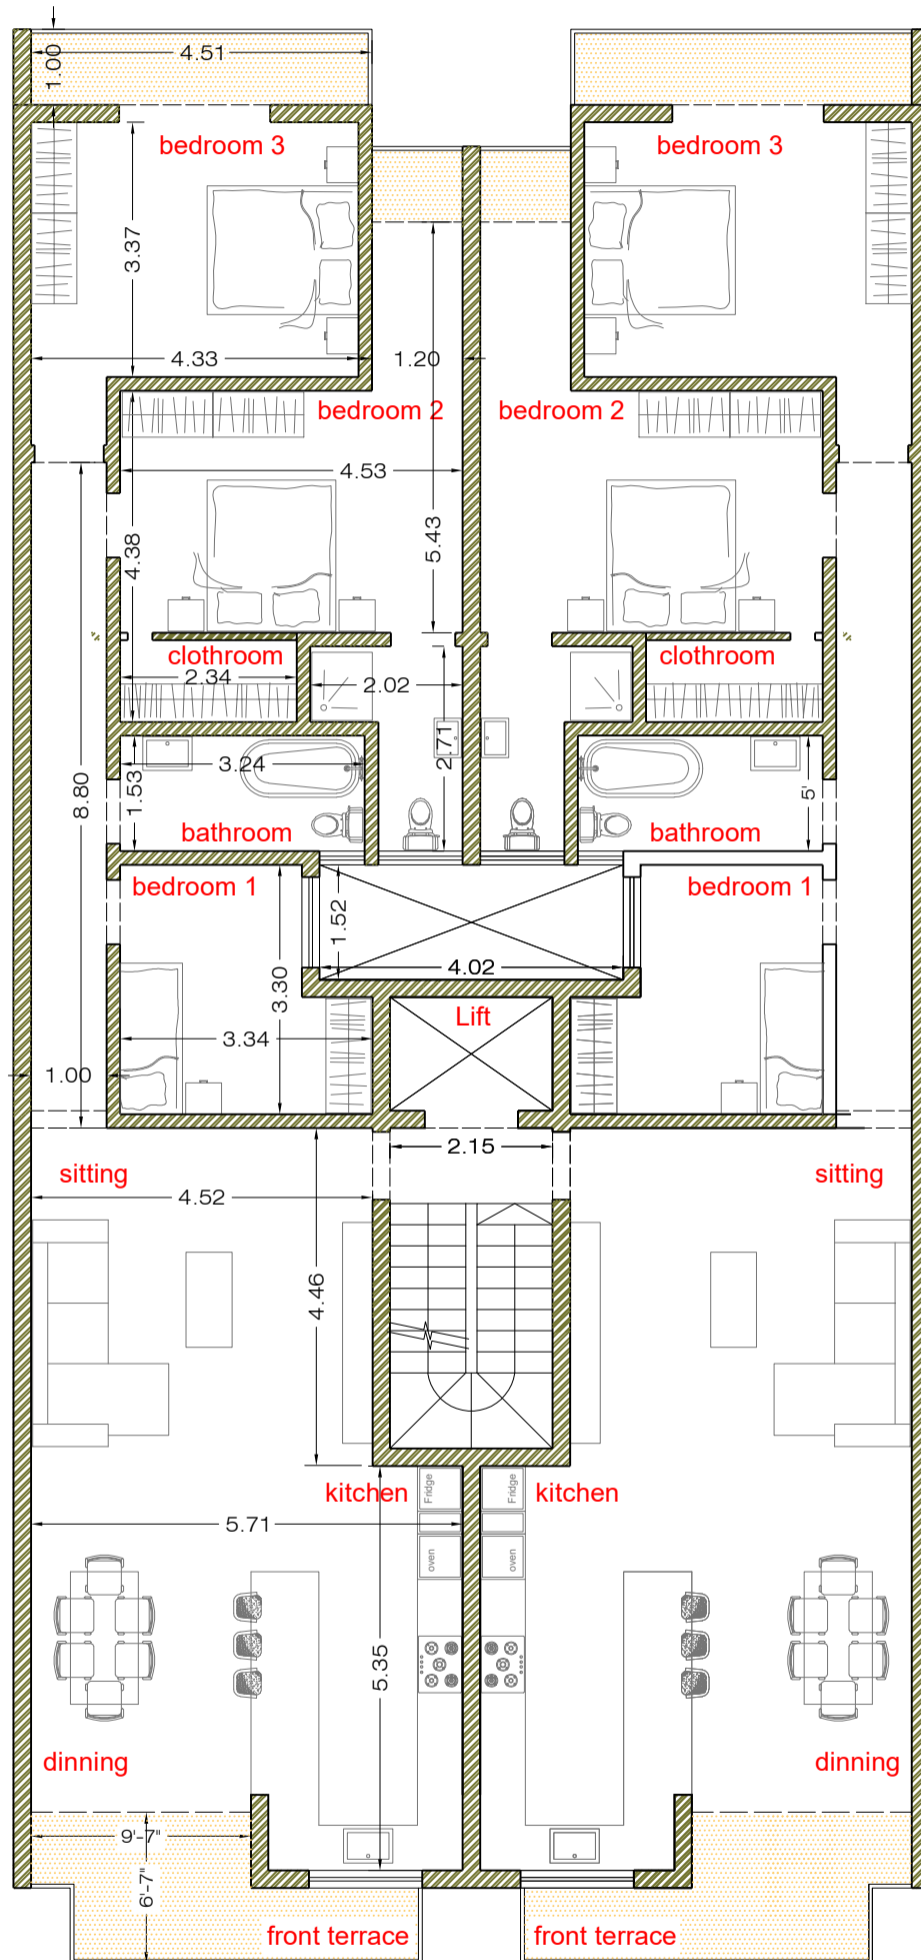 1.00
4.51
bedroom 3
bedroom 3
3.37
4.33
1.20
bedroom 2
bedroom 2
4.53
5.43
4.38
clothroom
clothroom
2.34
2.02
2.71
3.24
1.53
5'
8.80
bathroom
bathroom
bedroom 1
bedroom 1
1.52
4.02
3.30
Lift
3.34
1.00
2.15
sitting
sitting
4.52
4.46
kitchen
kitchen
Fridge
Fridge
5.71
oven
oven
5.35
dinning
dinning
9'-7"
6'-7"
front terrace
front terrace